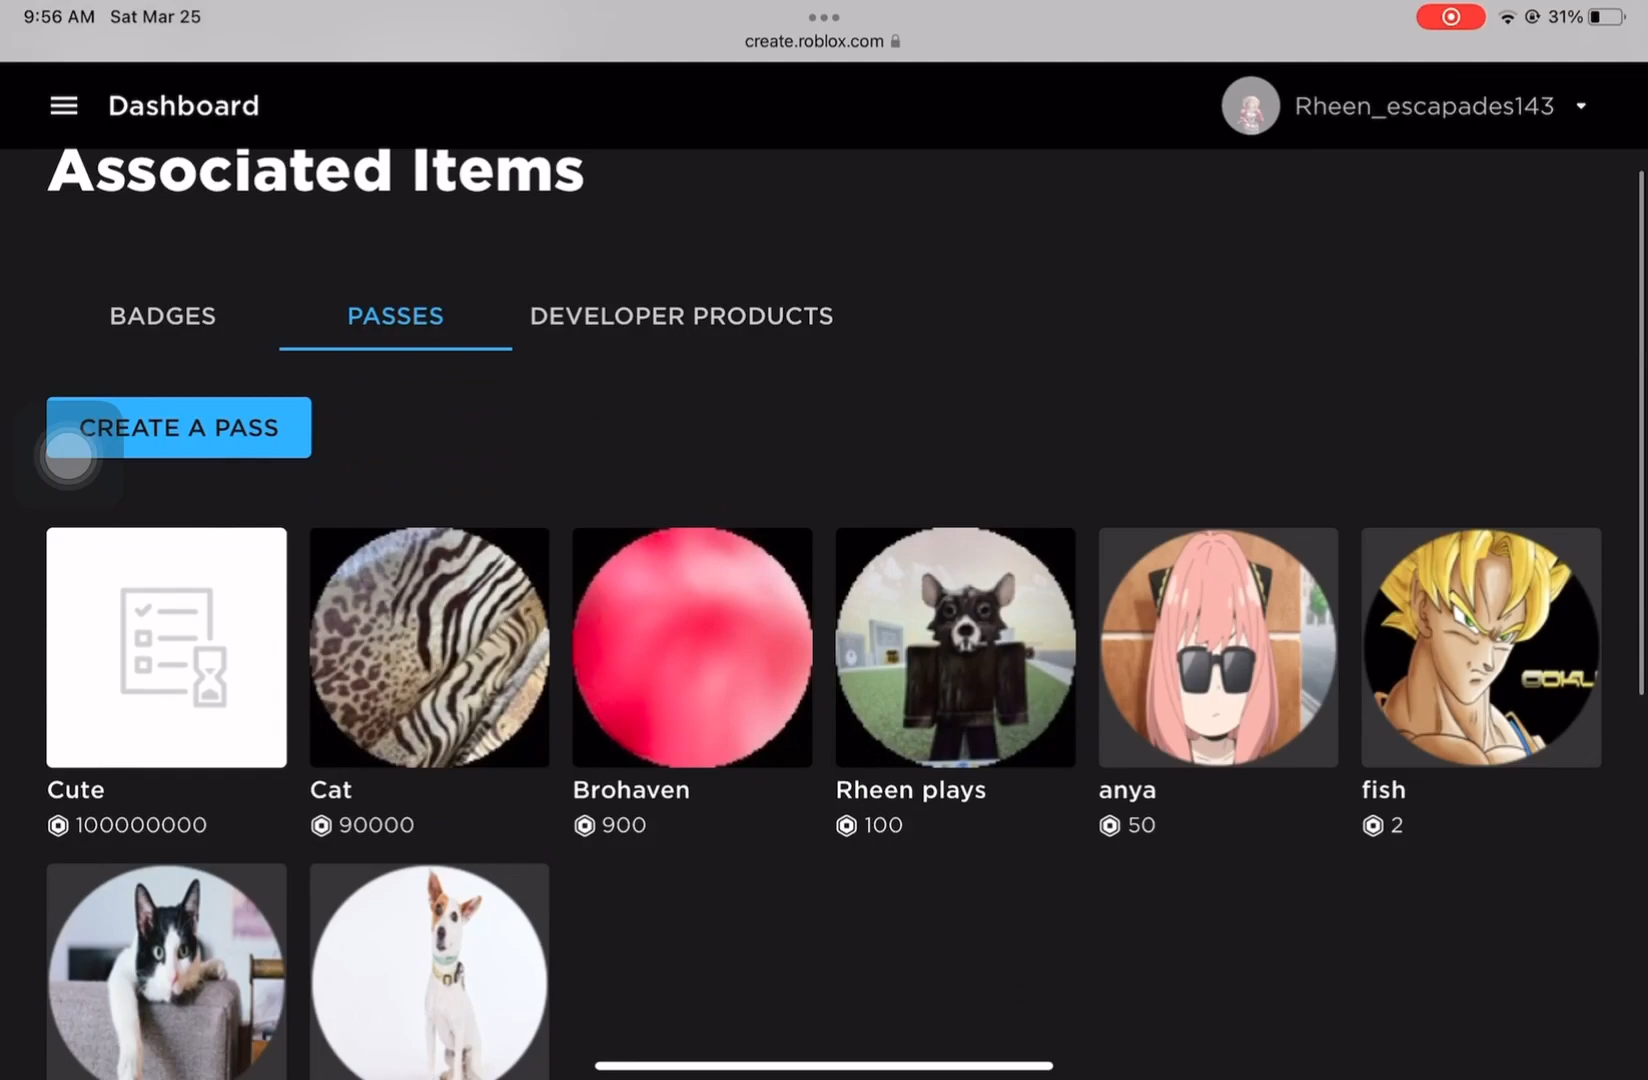 9:56 AM Sat Mar 25
31%
create.roblox.com
Dashboard
Rheen_escapades143
Associated Items
BADGES
PASSES
DEVELOPER PRODUCTS
CREATE A PASS
Cute
Cat
Brohaven
Rheen plays
anya
fish
100000000
90000
900
100
50
2